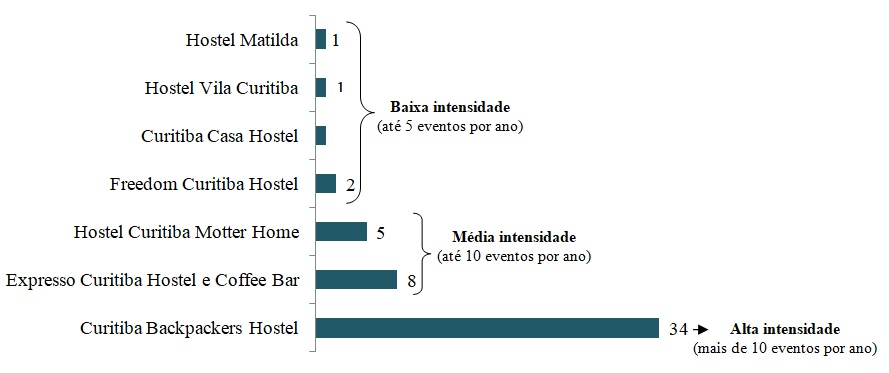 Hostel Matilda 1
Hostel Vila Curitiba 1
Baixa intensidade
(até 5 eventos por ano)
Curitiba Casa Hostel
Freedom Curitiba Hostel 2
Hostel Curitiba Motter Home 5
Média intensidade
(até 10 eventos por ano)
Expresso Curitiba Hostel e Coffee Bar 8
Curitiba Backpackers Hostel 34 Alta intensidade
(mais de 10 eventos por ano)